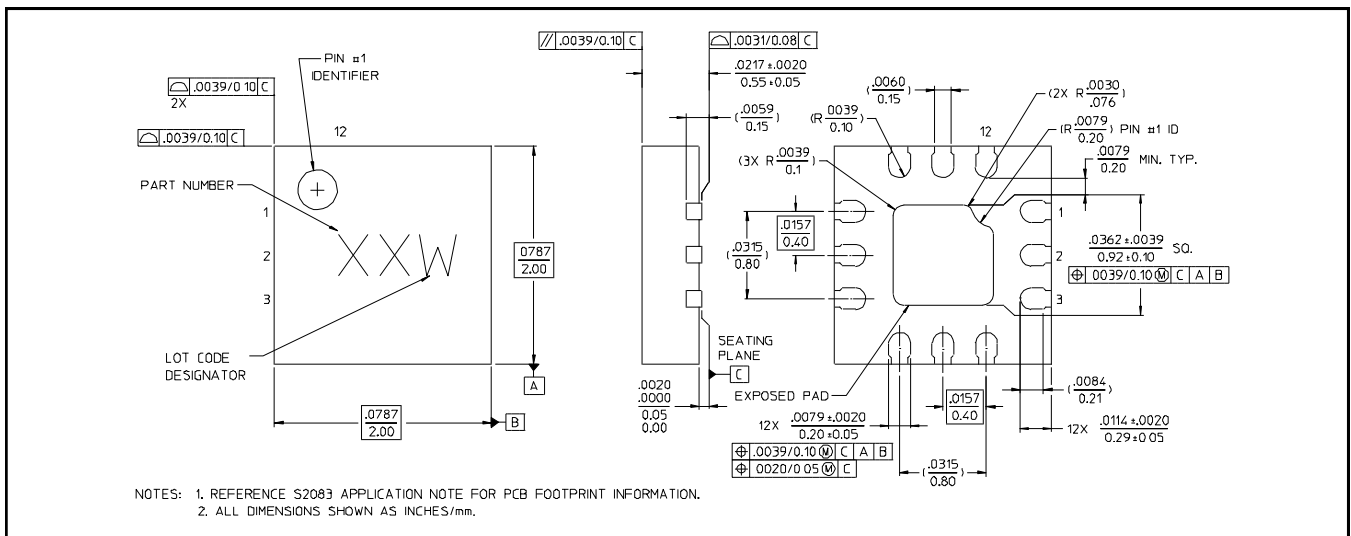 // .0039/0.10 C
⌓ .0031/0.08 C
PIN #1
IDENTIFIER
⌓ .0039/0 10 C
2X
⌓ .0039/0.10 C
12
PART NUMBER
1
2
3
XXW
LOT CODE
DESIGNATOR
.0787
2.00
A
.0787
2.00
B
.0217±.0020
0.55±0.05
(.0059
0.15)
SEATING
PLANE
C
.0020
.0000
0.05
0.00
(.0060
0.15)
(R 0039
0.10)
(3X R .0039
0.1)
(2X R .0030
.076)
(R .0079
0.20) PIN #1 ID
12
.0079
0.20 MIN. TYP.
.0157
0.40
(.0315
0.80)
1
2
3
.0362±.0039
0.92±0.10 SQ.
⌖ 0039/0.10 Ⓜ C A B
EXPOSED PAD
12X .0079±.0020
0.20±0.05
⌖ .0039/0.10 Ⓜ C A B
⌖ 0020/0 05 Ⓜ C
.0157
0.40
(.0315
0.80)
(.0084
0.21)
12X .0114±.0020
0.29±0 05
NOTES: 1. REFERENCE S2083 APPLICATION NOTE FOR PCB FOOTPRINT INFORMATION.
2. ALL DIMENSIONS SHOWN AS INCHES/mm.